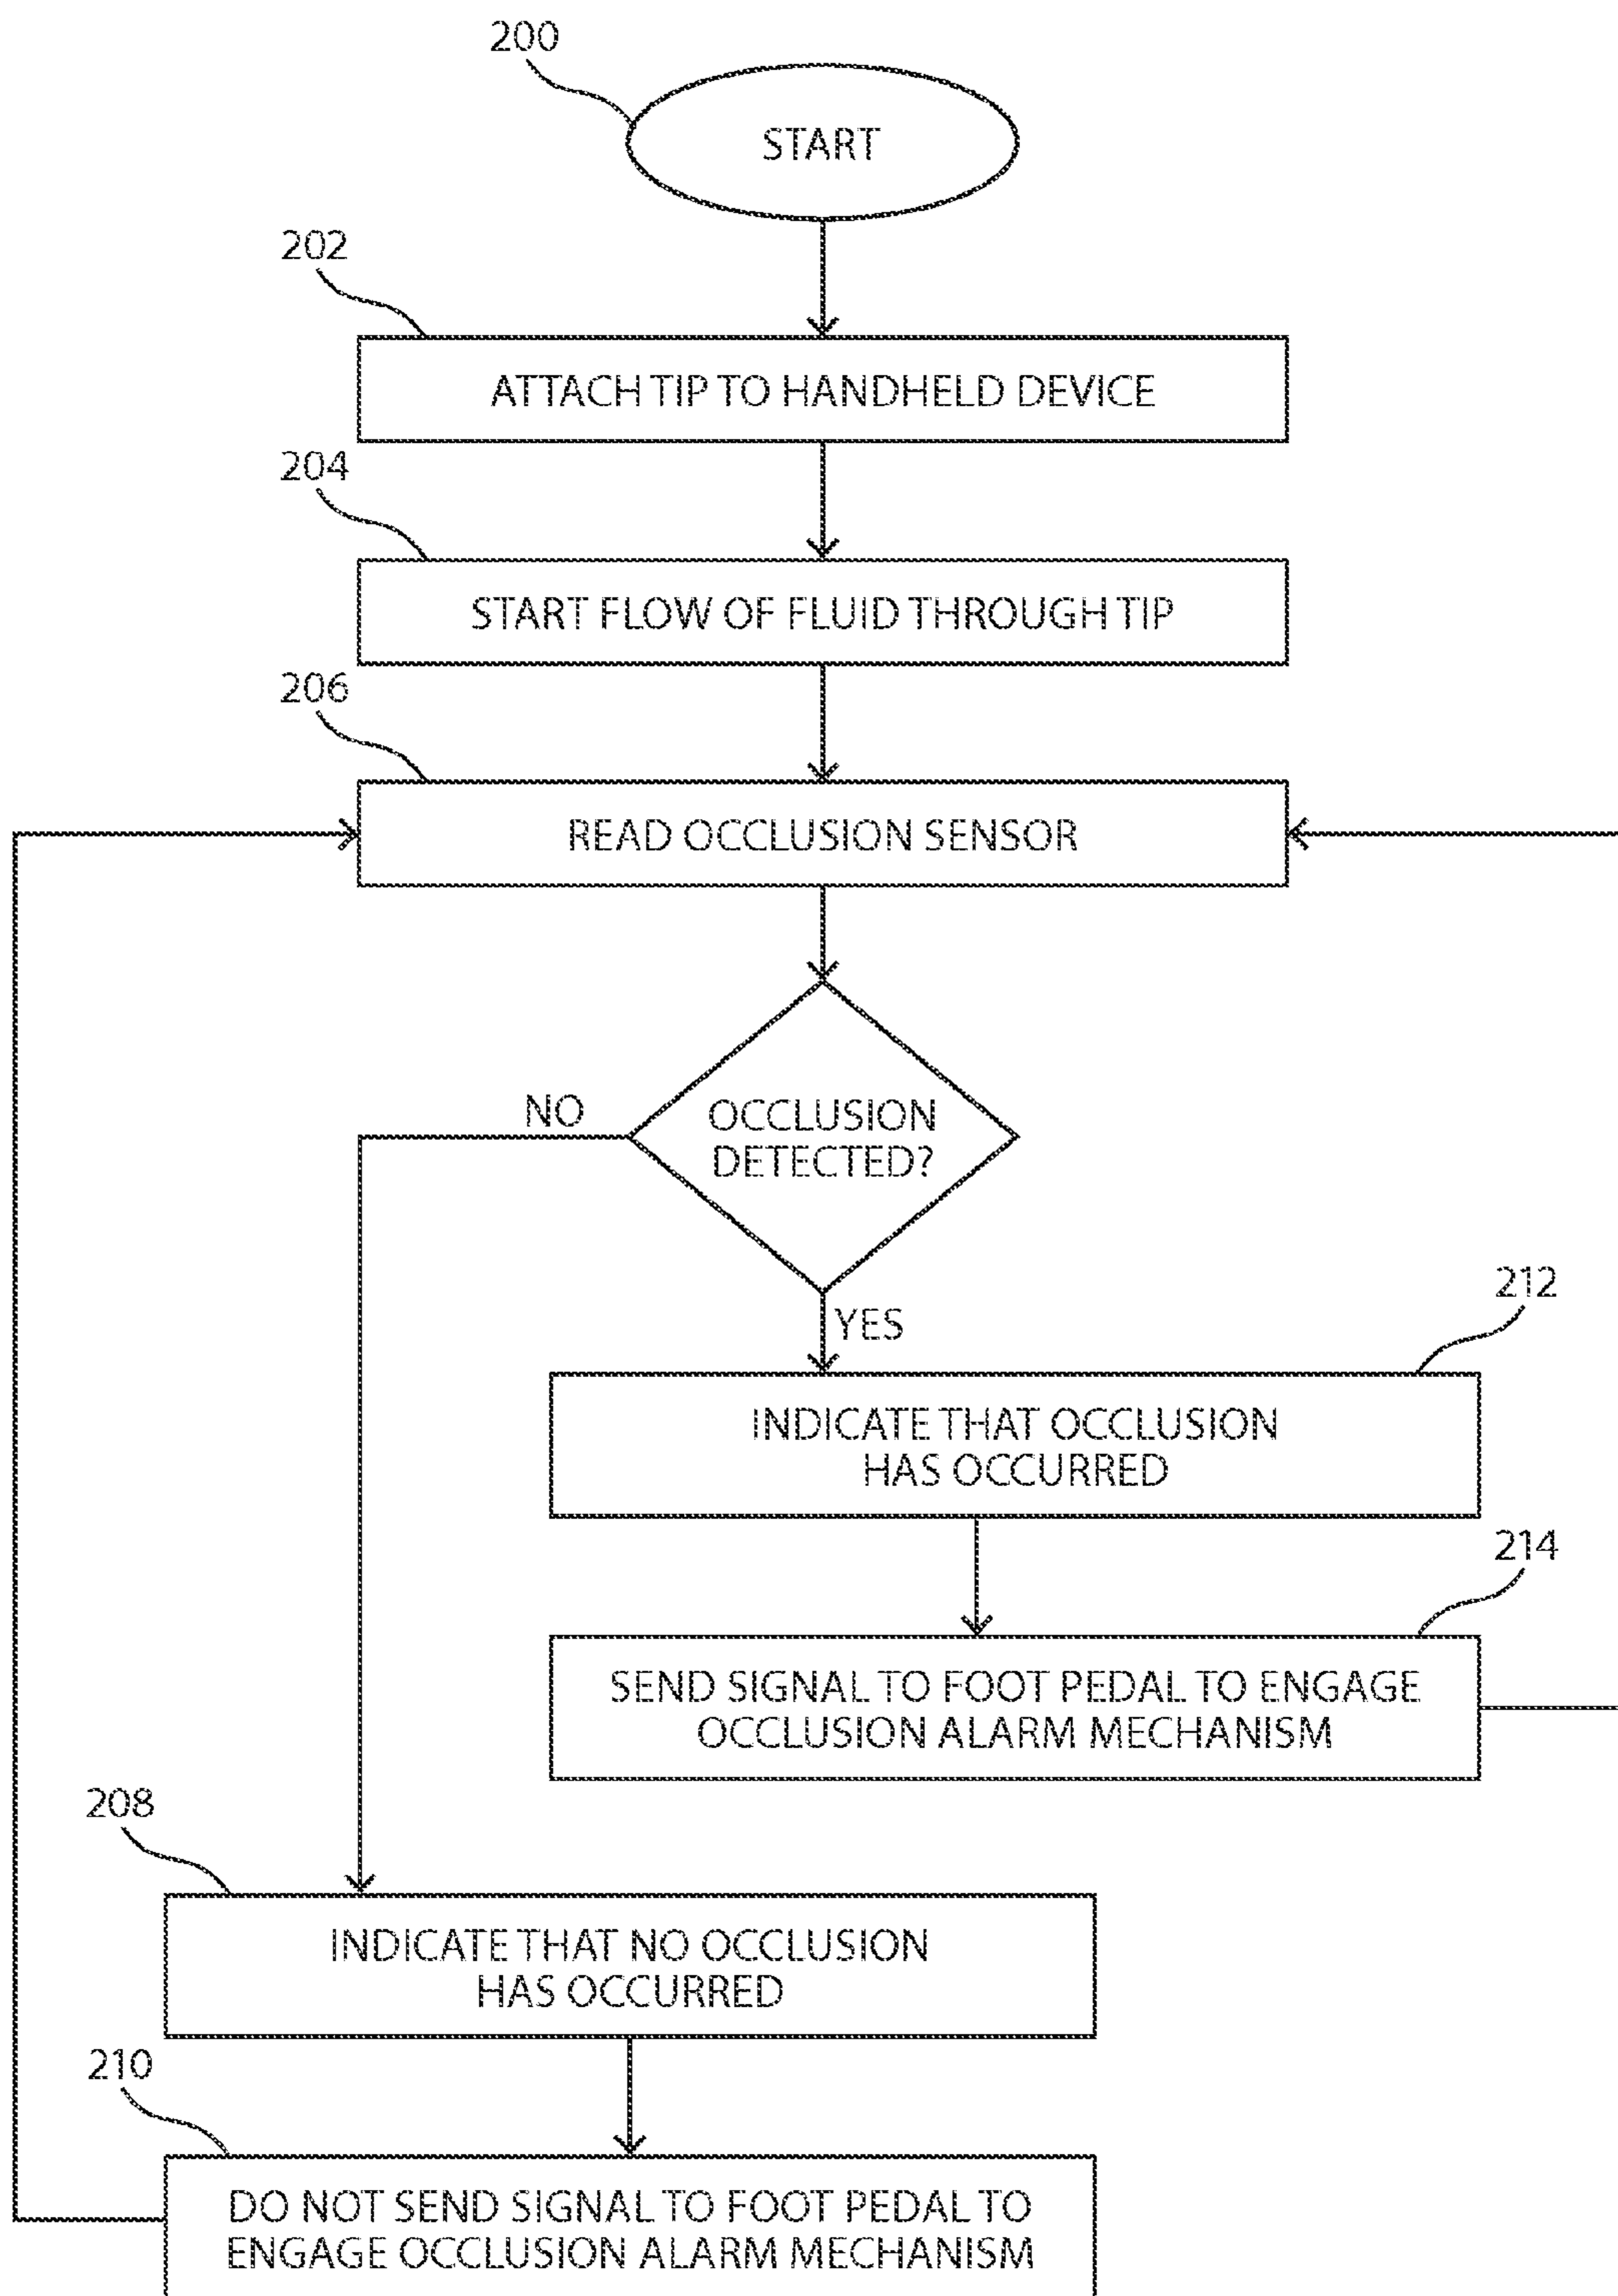 200
START
202
ATTACH TIP TO HANDHELD DEVICE
204
START FLOW OF FLUID THROUGH TIP
206
READ OCCLUSION SENSOR
OCCLUSION
DETECTED?
NO
YES
212
INDICATE THAT OCCLUSION
HAS OCCURRED
214
SEND SIGNAL TO FOOT PEDAL TO ENGAGE
OCCLUSION ALARM MECHANISM
208
INDICATE THAT NO OCCLUSION
HAS OCCURRED
210
DO NOT SEND SIGNAL TO FOOT PEDAL TO
ENGAGE OCCLUSION ALARM MECHANISM